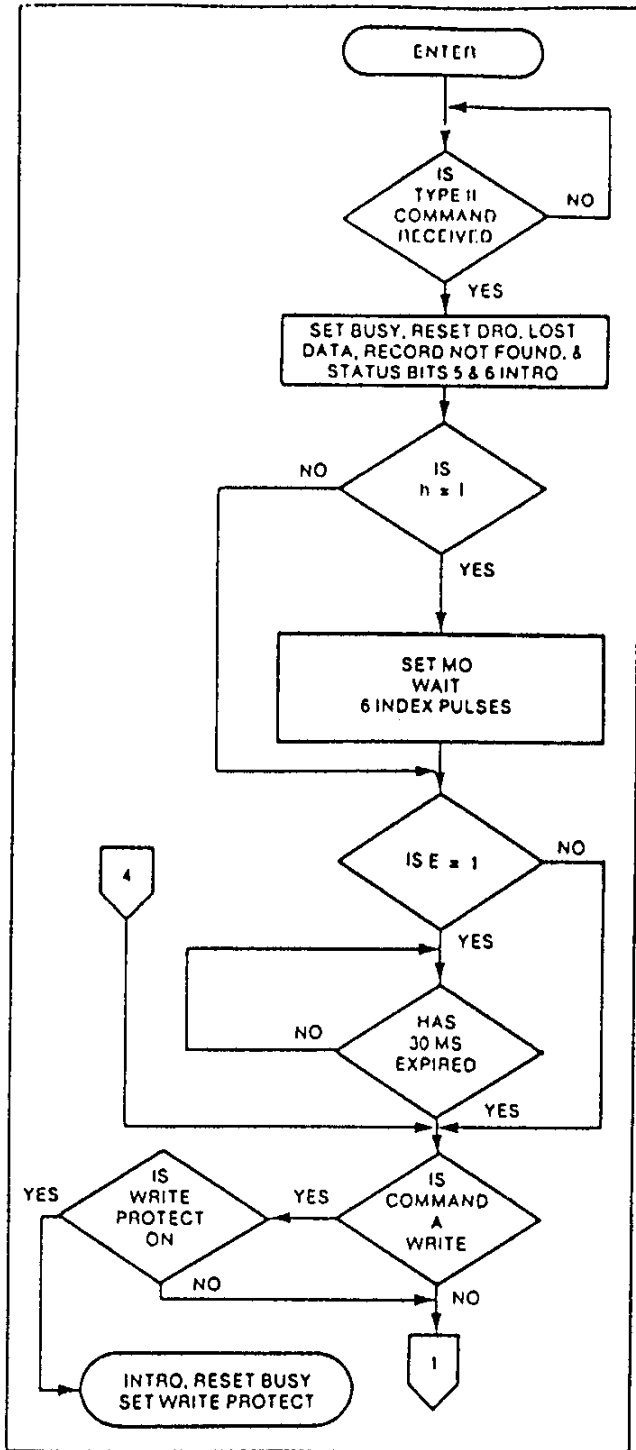 ENTER
IS
TYPE II
COMMAND
RECEIVED
NO
YES
SET BUSY, RESET DRQ, LOST
DATA, RECORD NOT FOUND, &
STATUS BITS 5 & 6 INTRQ
NO
IS
h = 1
YES
SET MO
WAIT
6 INDEX PULSES
IS E = 1
NO
4
YES
HAS
30 MS
EXPIRED
NO
YES
IS
COMMAND
A
WRITE
YES
IS
WRITE
PROTECT
ON
YES
NO
NO
1
INTRQ, RESET BUSY
SET WRITE PROTECT